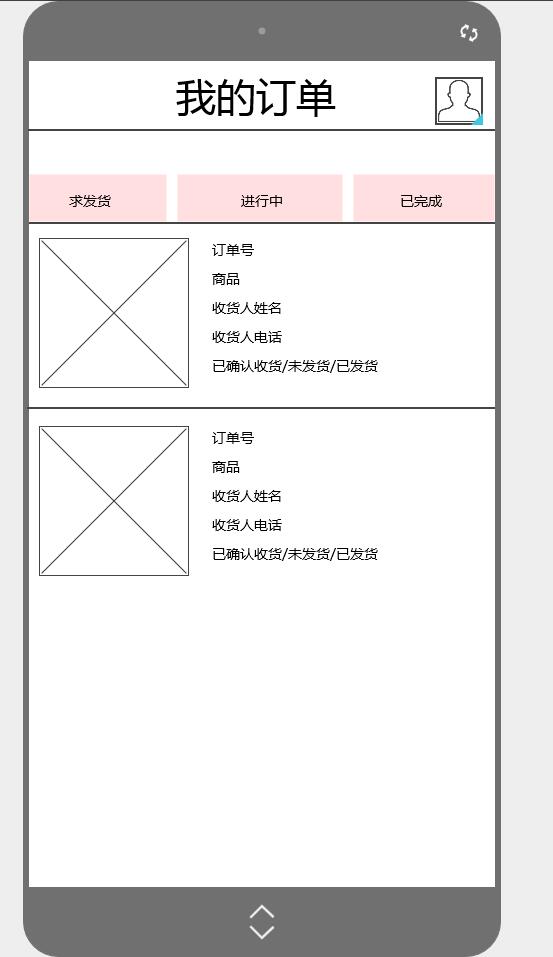 我的订单
求发货 进行中 已完成
订单号
商品
收货人姓名
收货人电话
已确认收货/未发货/已发货
订单号
商品
收货人姓名
收货人电话
已确认收货/未发货/已发货